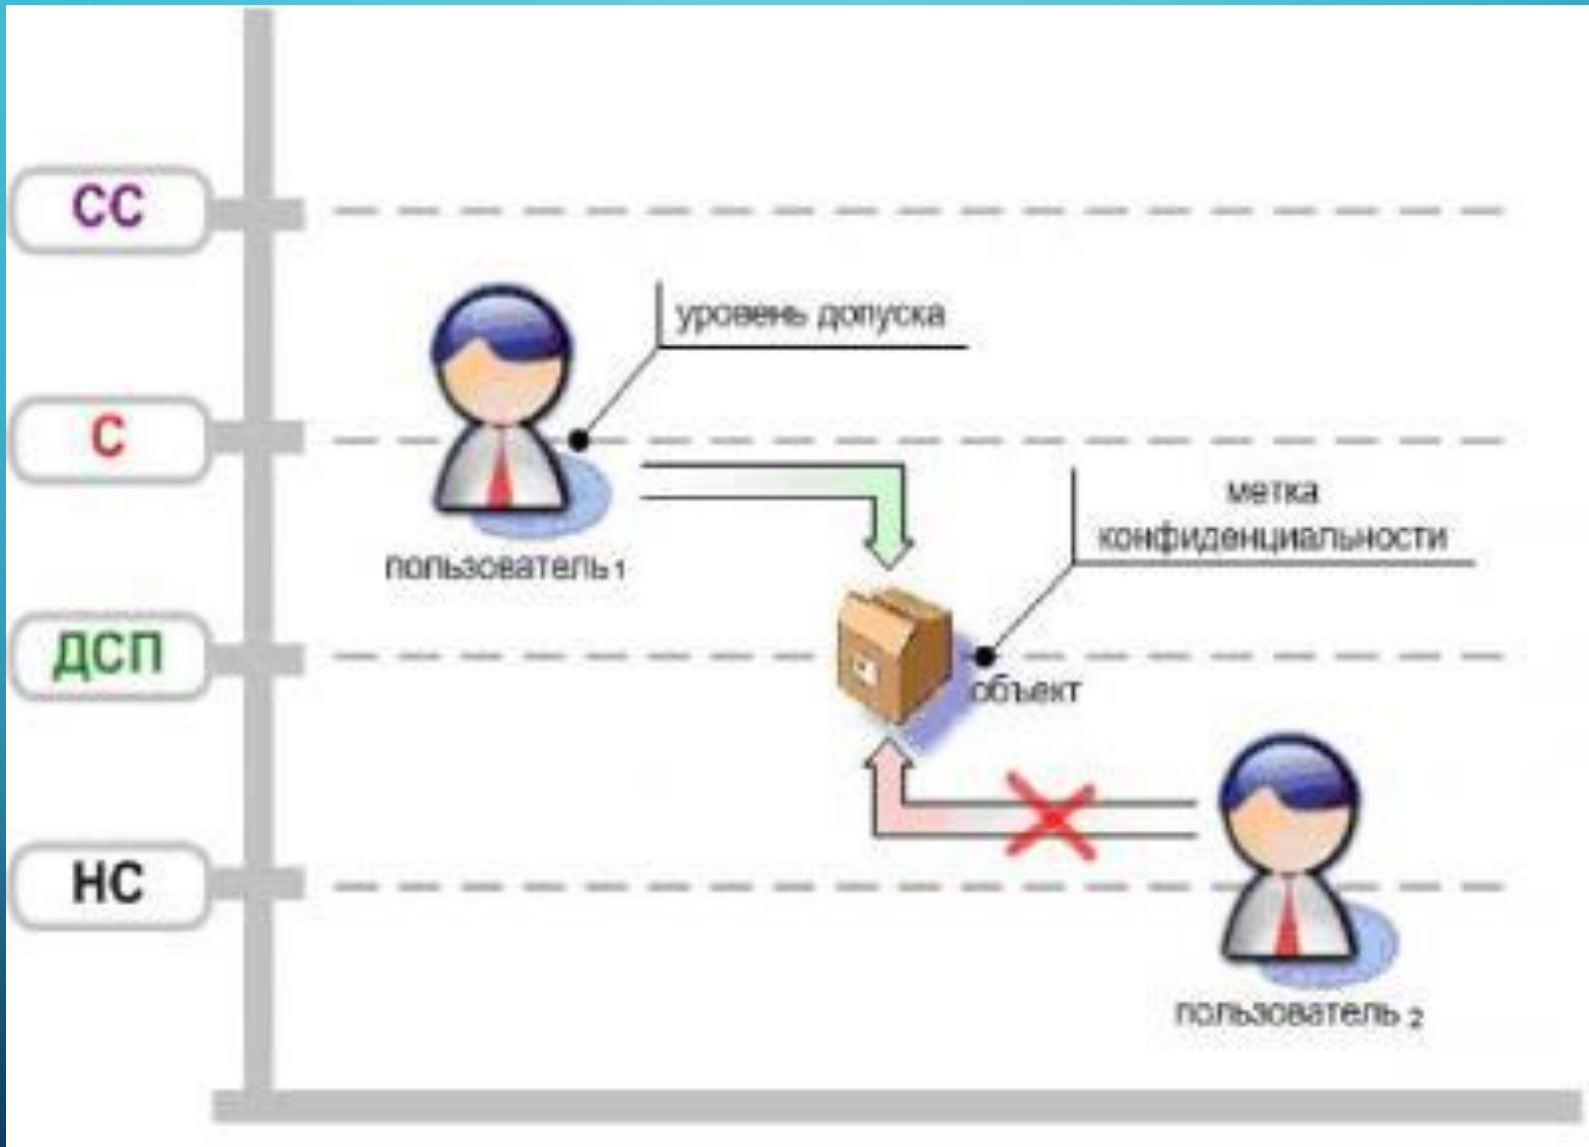 СС
уровень допуска
С
метка
конфиденциальности
пользователь 1
ДСП
объект
НС
пользователь 2